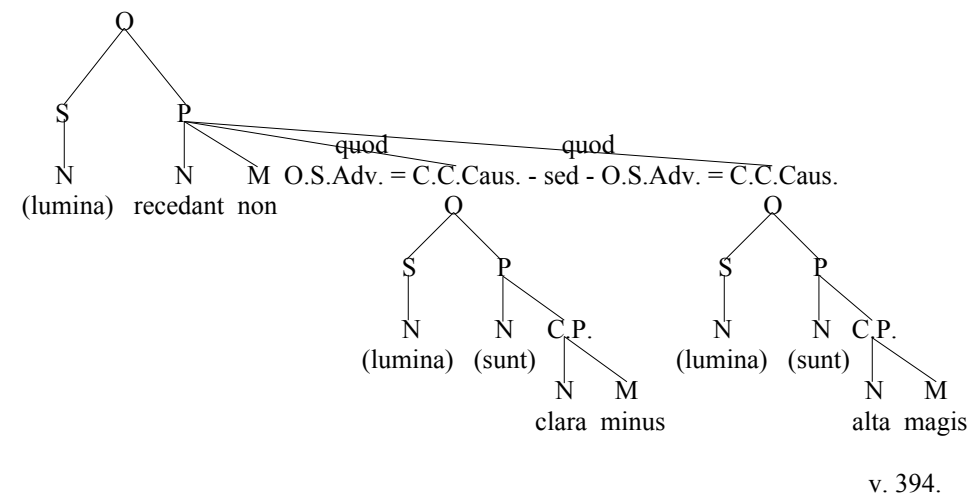 O
S P
quod quod
N N M O.S.Adv. = C.C.Caus. - sed - O.S.Adv. = C.C.Caus.
(lumina) recedant non
O O
S P S P
N N C.P. N N C.P.
(lumina) (sunt) (lumina) (sunt)
N M N M
clara minus alta magis
v. 394.